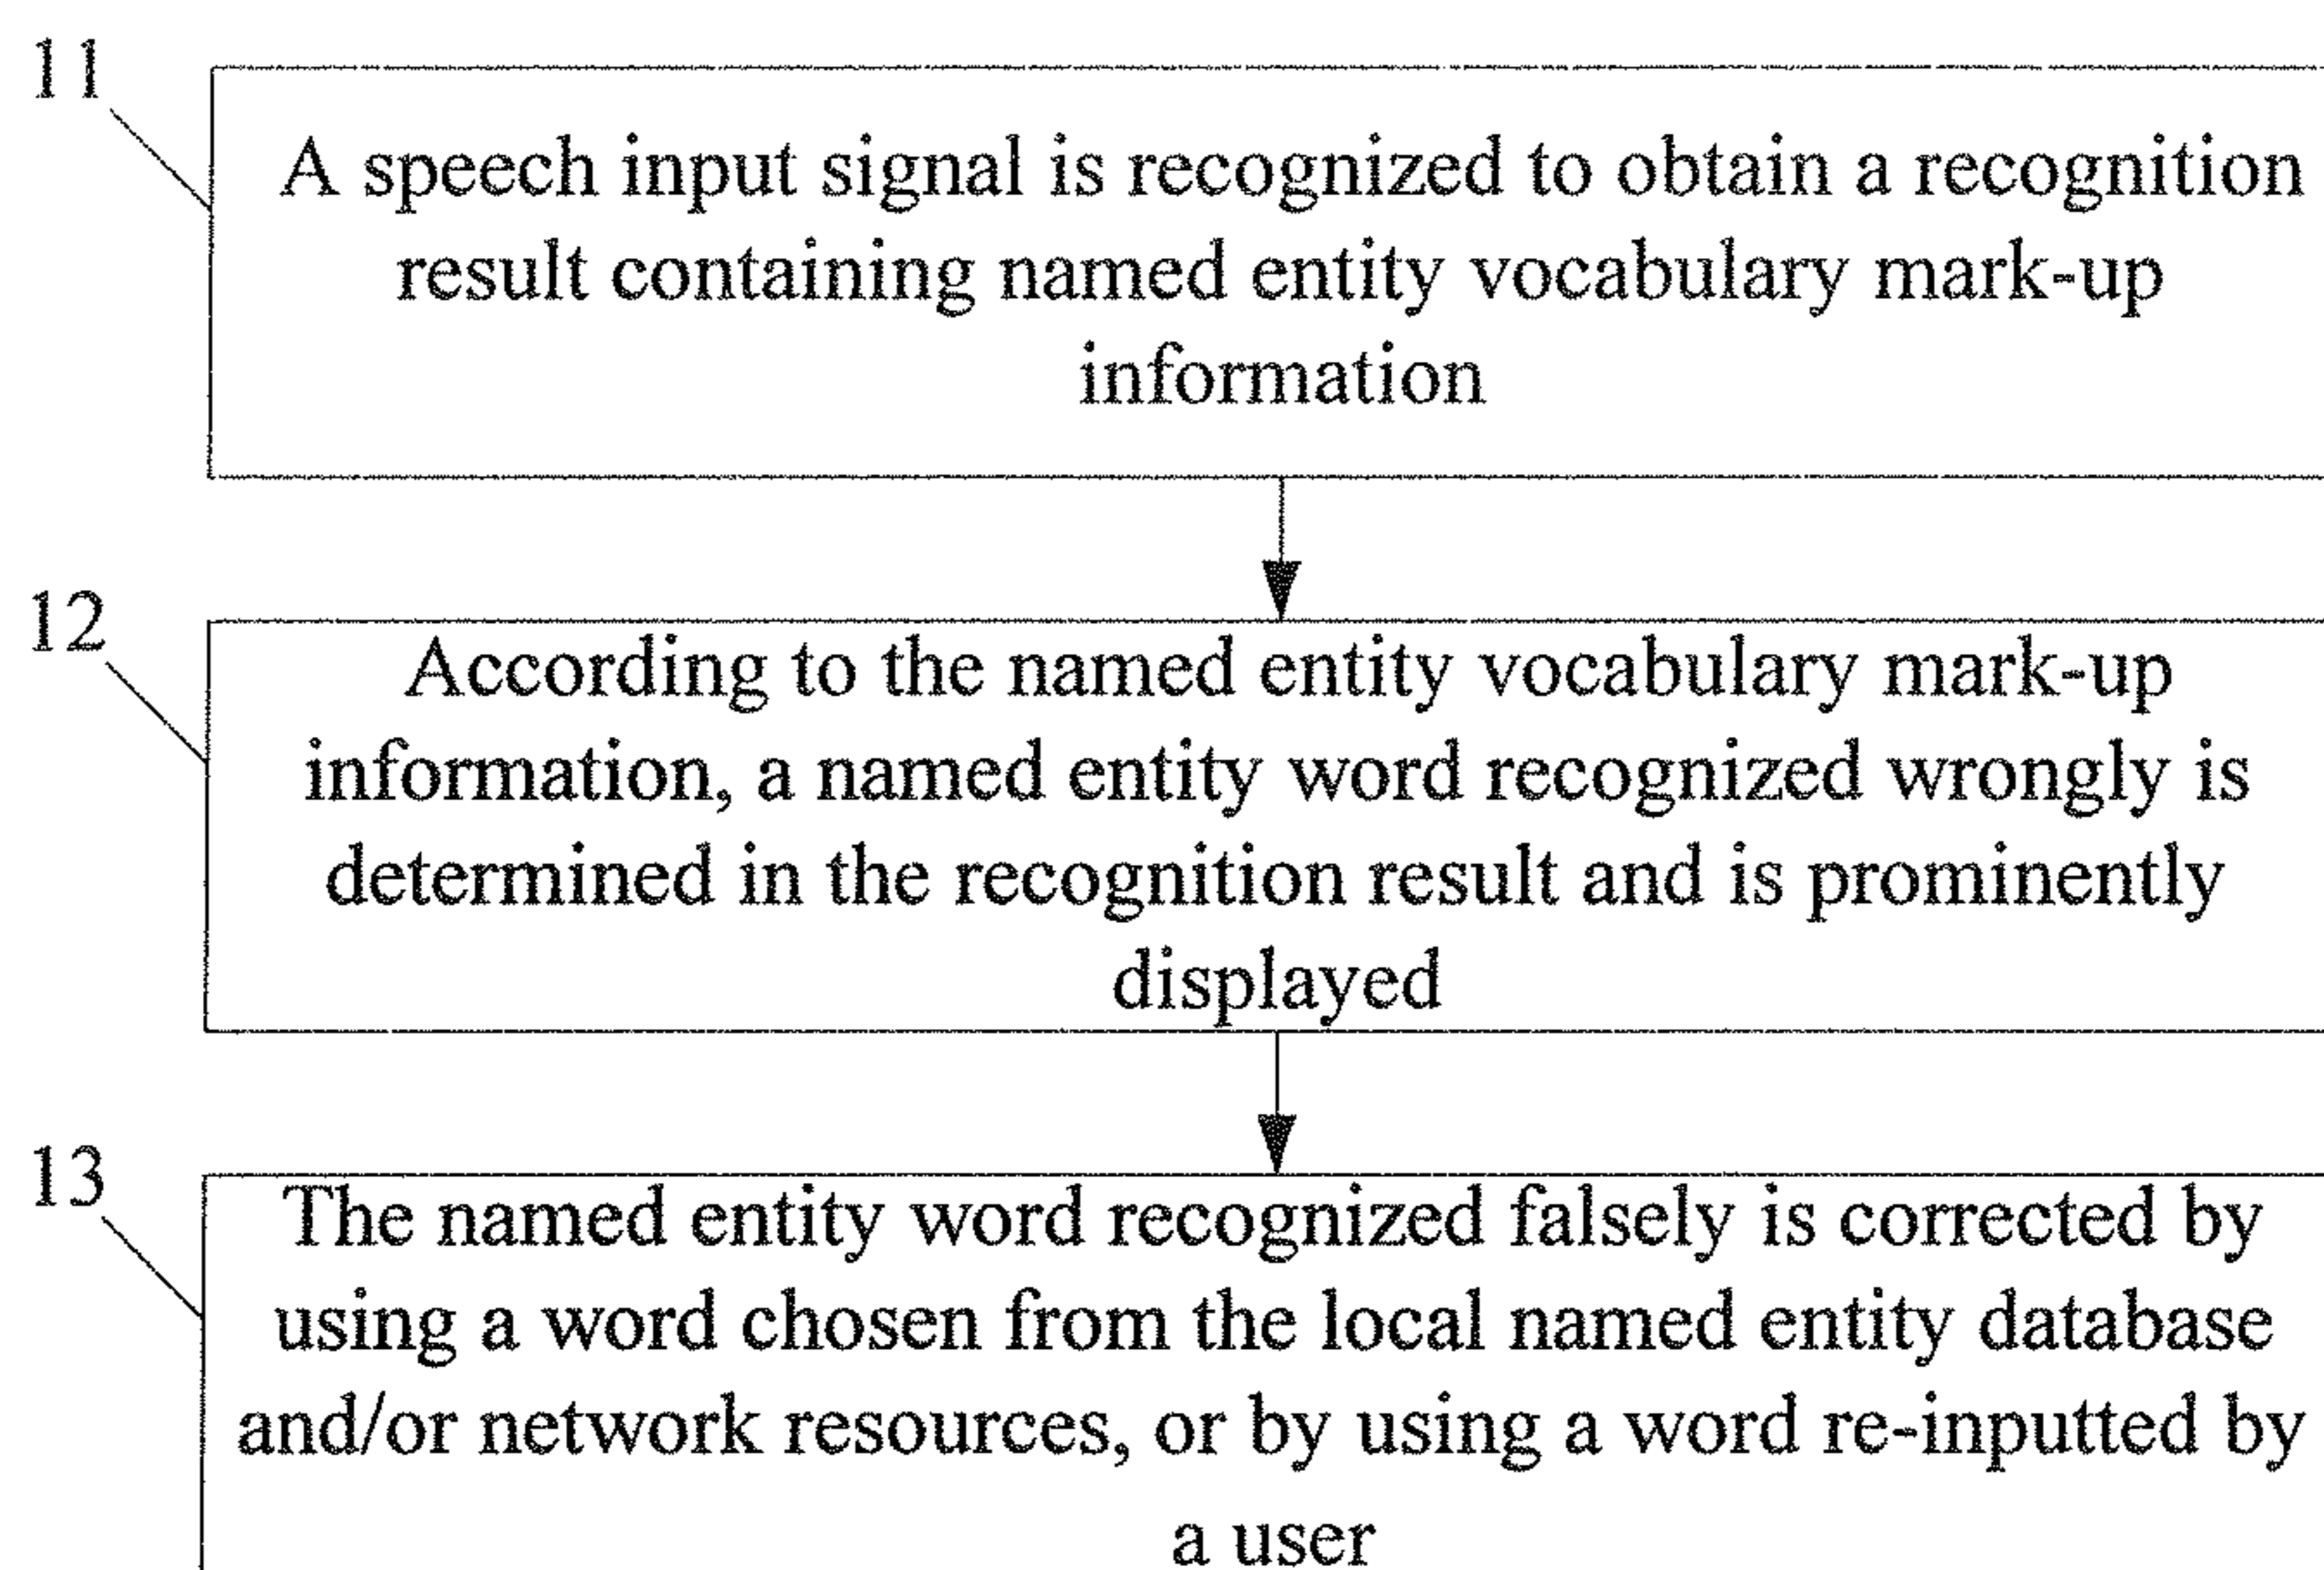 11
A speech input signal is recognized to obtain a recognition
result containing named entity vocabulary mark-up
information
12
According to the named entity vocabulary mark-up
information, a named entity word recognized wrongly is
determined in the recognition result and is prominently
displayed
13
The named entity word recognized falsely is corrected by
using a word chosen from the local named entity database
and/or network resources, or by using a word re-inputted by
a user